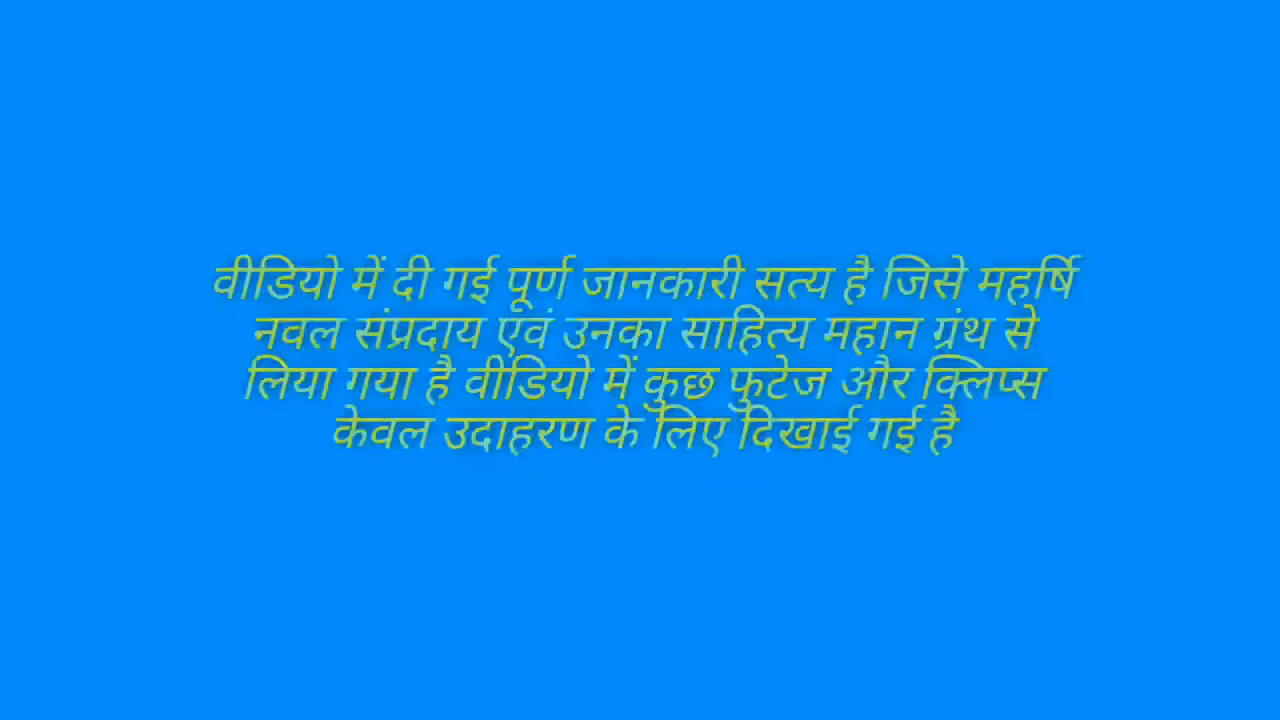 वीडियो में दी गई पूर्ण जानकारी सत्य है जिसे महर्षि
नवल संप्रदाय एवं उनका साहित्य महान ग्रंथ से
लिया गया है वीडियो में कुछ फुटेज और क्लिप्स
केवल उदाहरण के लिए दिखाई गई है